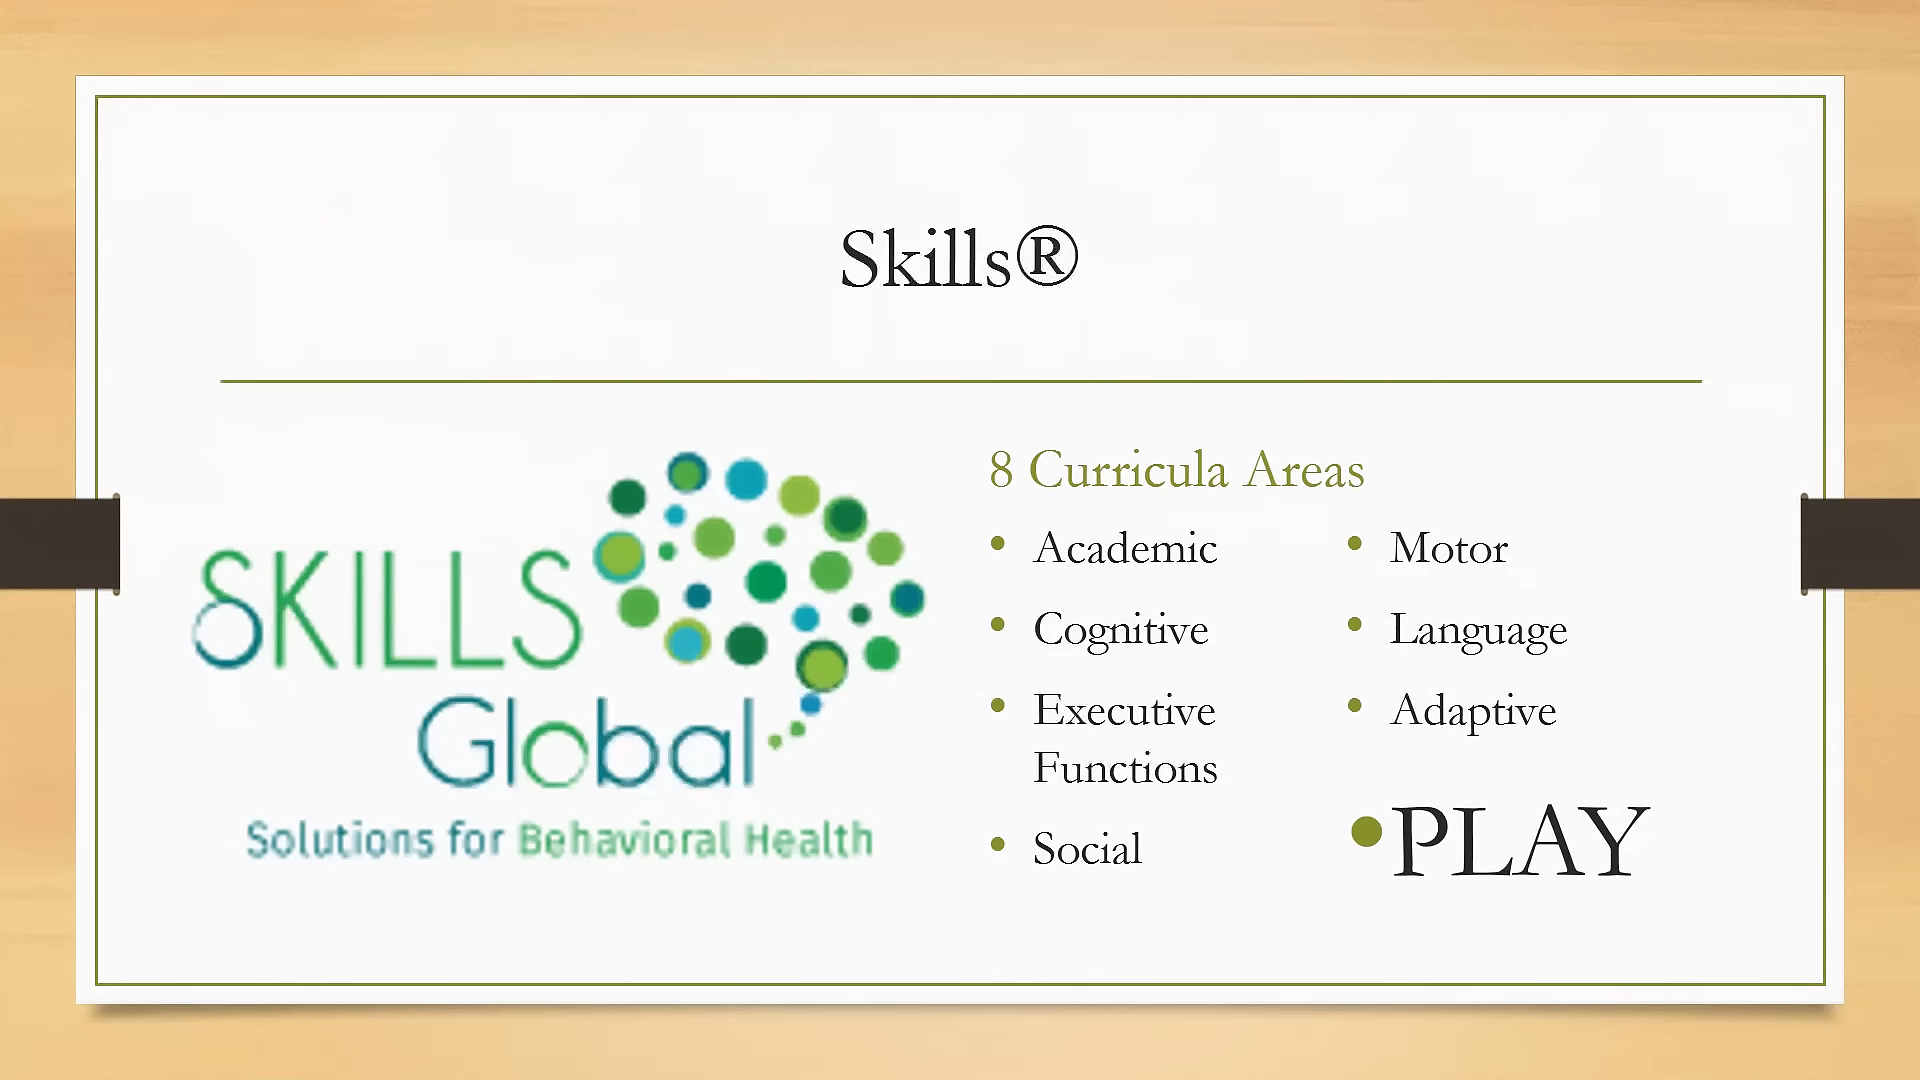 Skills®
SKILLS
Global
Solutions for Behavioral Health
8 Curricula Areas
Academic
Cognitive
Executive
Functions
Social
Motor
Language
Adaptive
PLAY